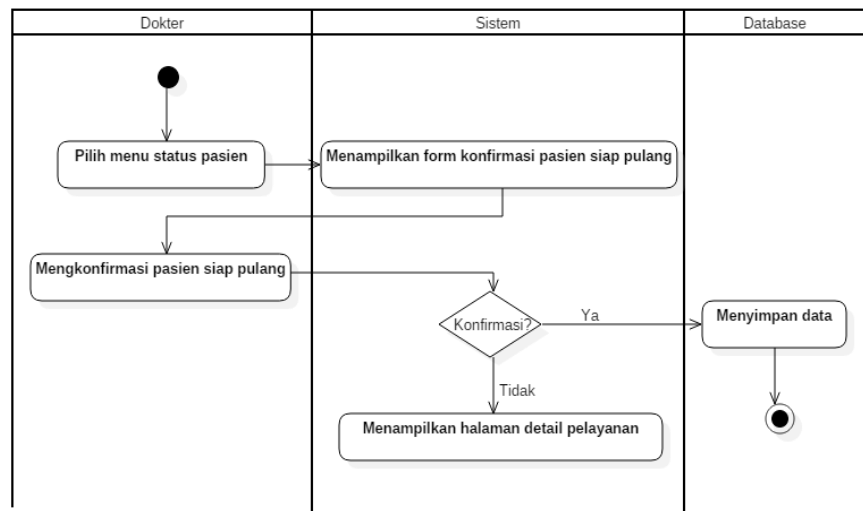 Dokter
Sistem
Database
Pilih menu status pasien
Menampilkan form konfirmasi pasien siap pulang
Mengkonfirmasi pasien siap pulang
Konfirmasi?
Ya
Menyimpan data
Tidak
Menampilkan halaman detail pelayanan